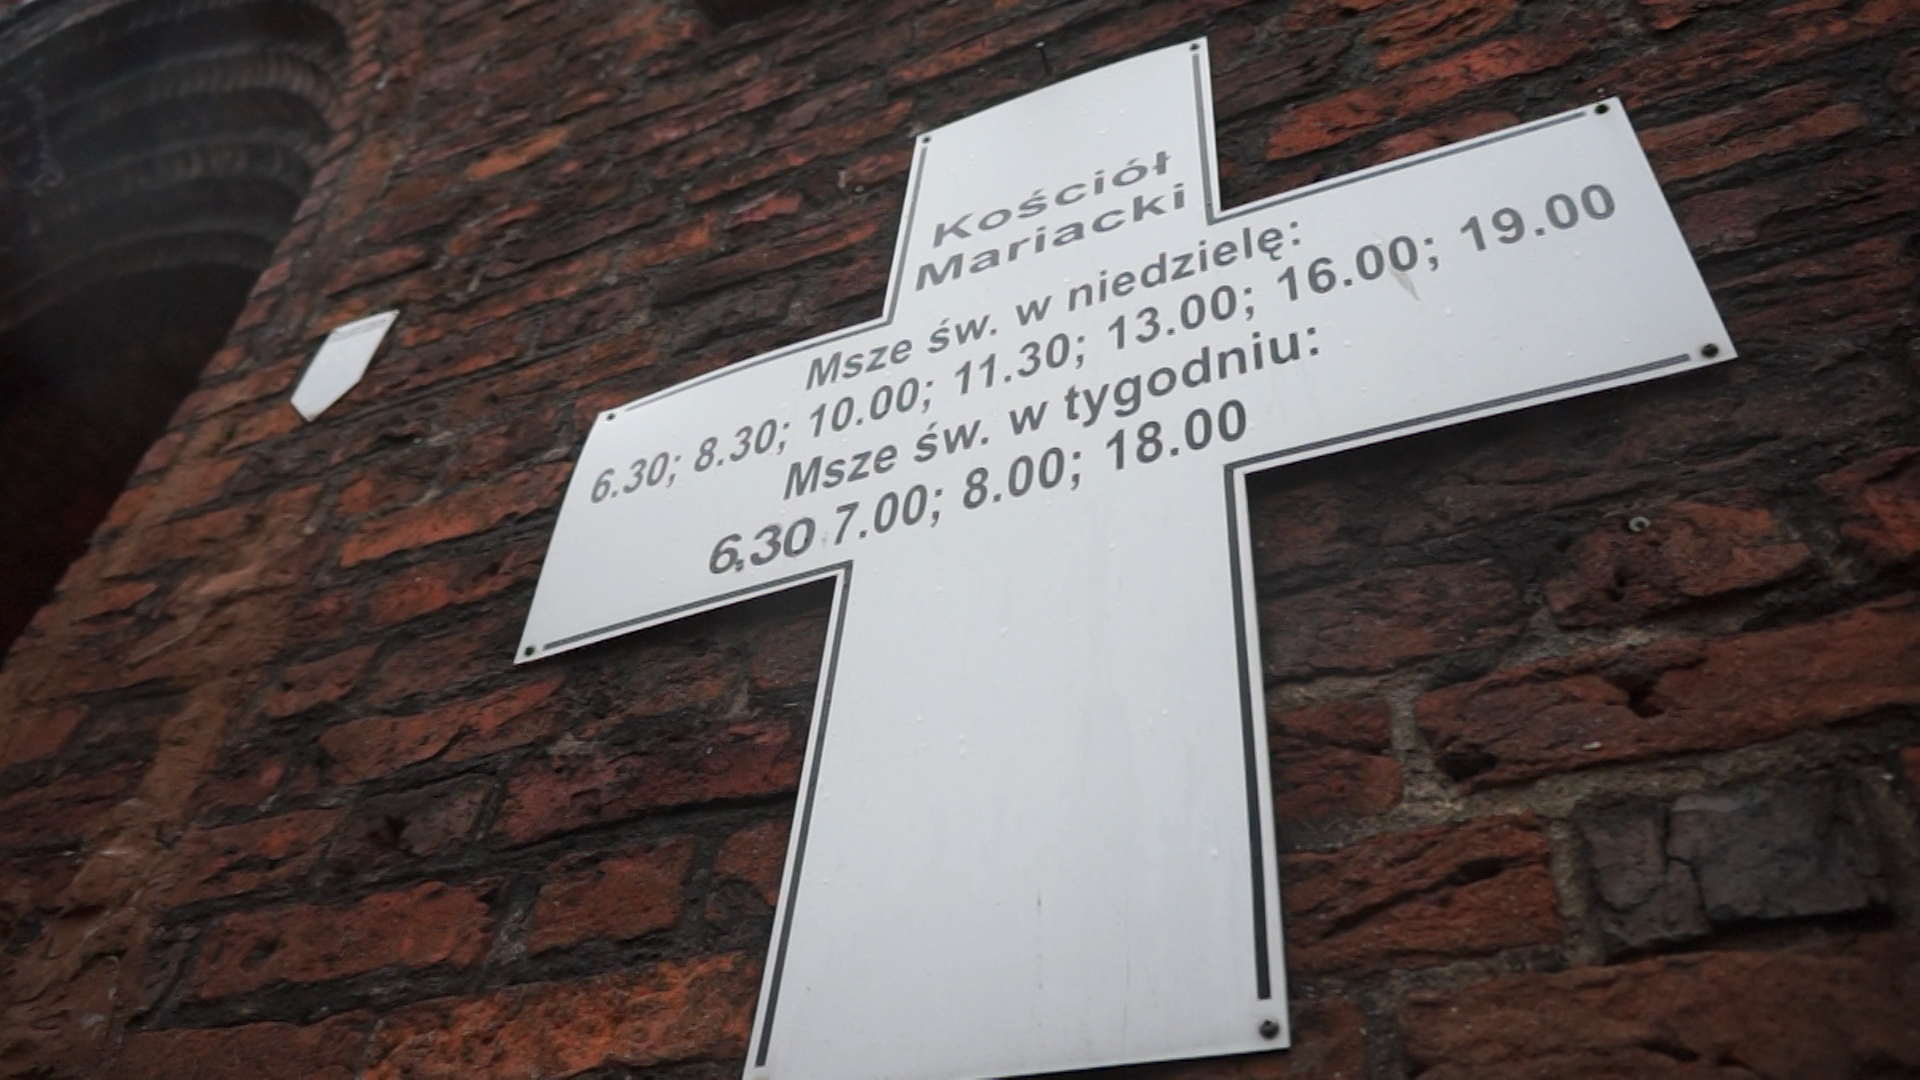 Kościół
Mariacki
Msze św. w niedzielę:
6.30; 8.30; 10.00; 11.30; 13.00; 16.00; 19.00
Msze św. w tygodniu:
6.30 7.00; 8.00; 18.00